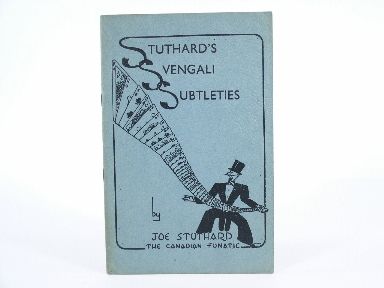 STUTHARD'S
SVENGALI
SUBTLETIES
by
JOE STUTHARD
THE CANADIAN FUNATIC